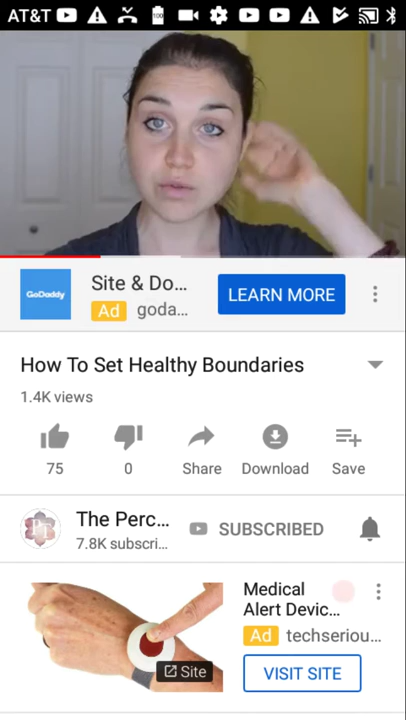 AT&T 100
GoDaddy
Site & Do...
Ad goda...
LEARN MORE
How To Set Healthy Boundaries
1.4K views
75 0 Share Download Save
The Perc...
7.8K subscri...
SUBSCRIBED
Medical
Alert Devic...
Ad techseriou...
VISIT SITE
Site